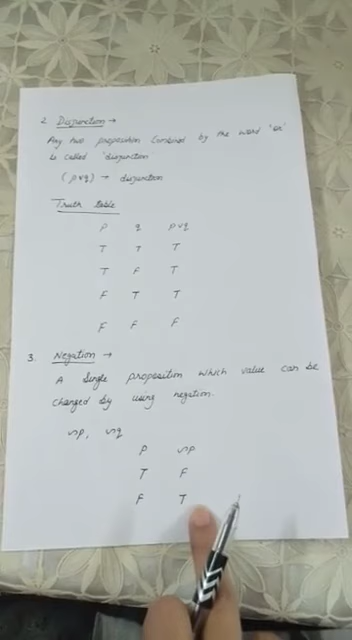 2. Disjunction →
Any two proposition combined by the word 'or'
is called 'disjunction'
(p∨q) → disjunction
Truth table
p q p∨q
T T T
T F T
F T T
F F F
3. Negation →
A Single proposition which value can be
changed by using negation.
~p, ~q
p ~p
T F
F T